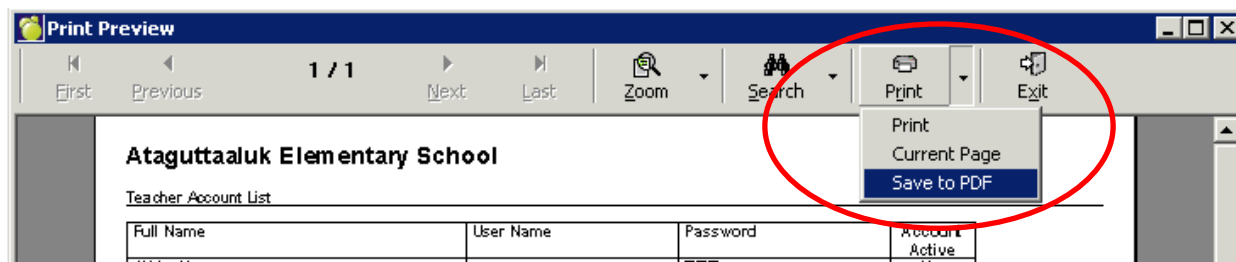 Print Preview
First Previous 1 / 1 Next Last Zoom Search Print Exit
Print
Current Page
Save to PDF
Ataguttaaluk Elementary School
Teacher Account List
Full Name User Name Password Account Active